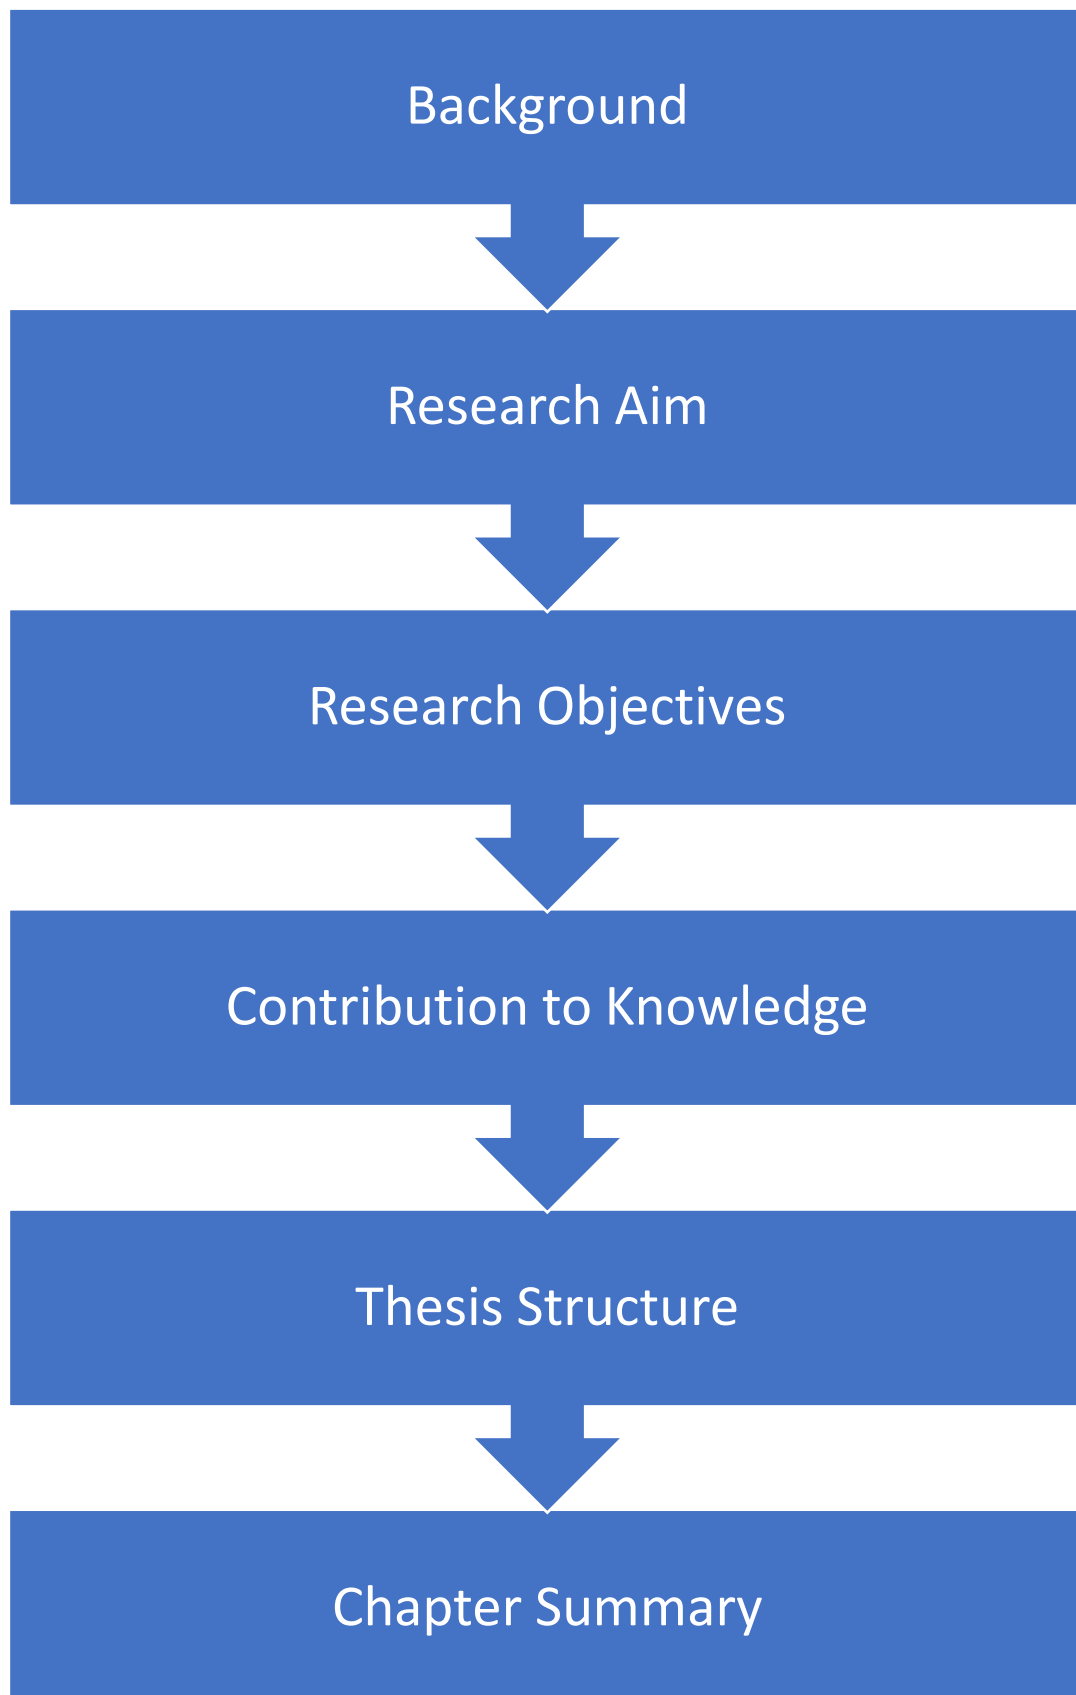 Background
Research Aim
Research Objectives
Contribution to Knowledge
Thesis Structure
Chapter Summary